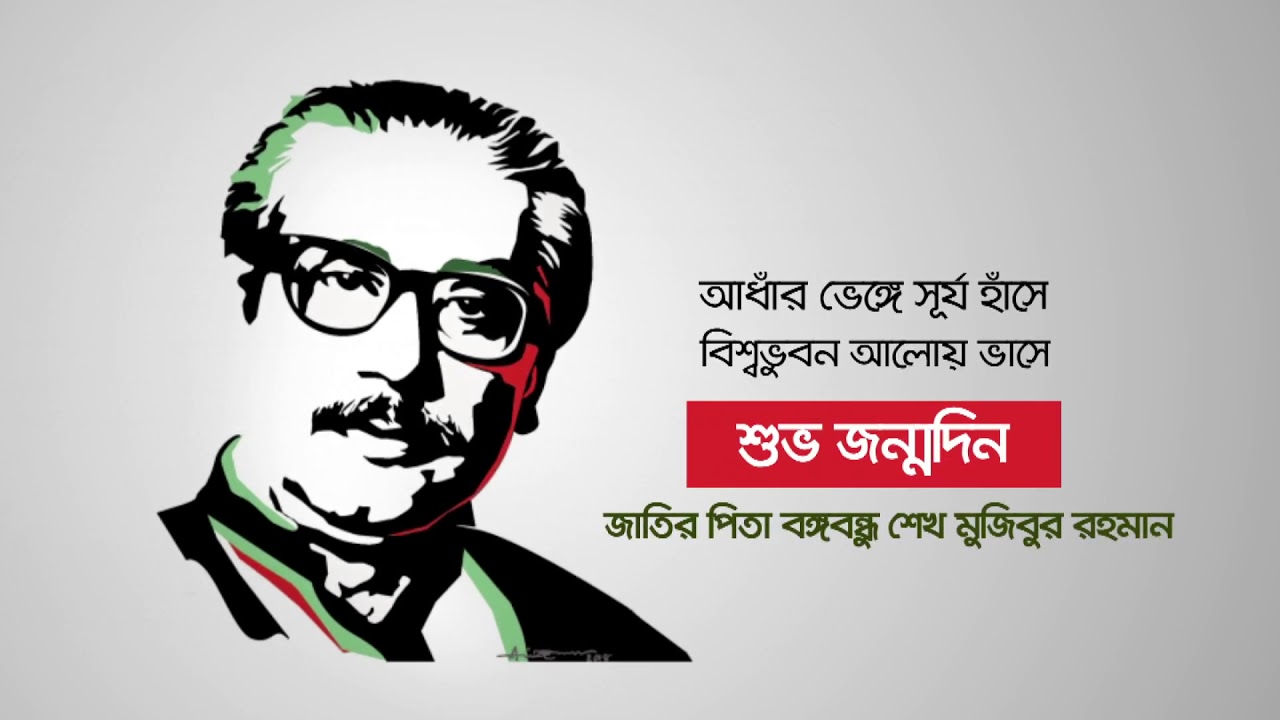 আধাঁর ভেঙ্গে সূর্য হাঁসে
বিশ্বভুবন আলোয় ভাসে
শুভ জন্মদিন
জাতির পিতা বঙ্গবন্ধু শেখ মুজিবুর রহমান